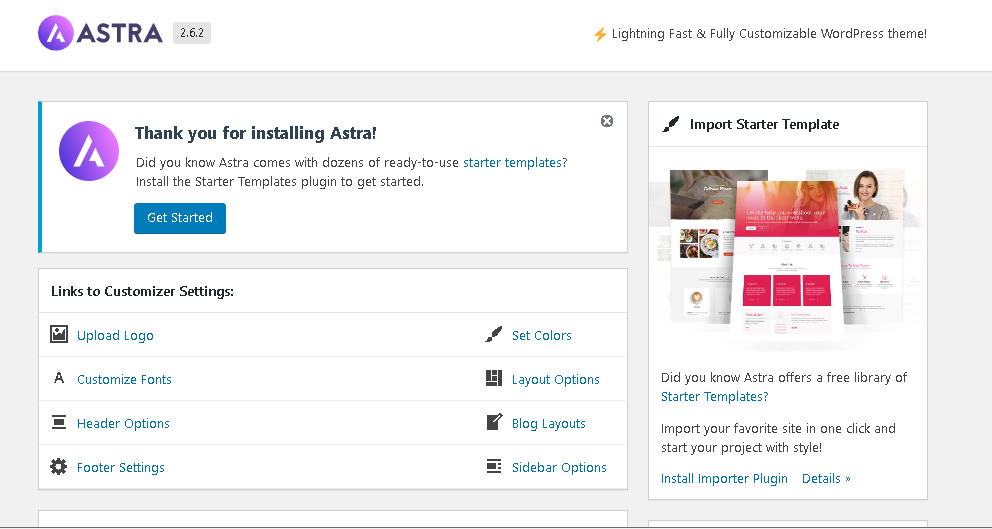 ASTRA 2.6.2
⚡ Lightning Fast & Fully Customizable WordPress theme!
Thank you for installing Astra!
Did you know Astra comes with dozens of ready-to-use starter templates?
Install the Starter Templates plugin to get started.
Get Started
Links to Customizer Settings:
Upload Logo
Set Colors
A Customize Fonts
Layout Options
Header Options
Blog Layouts
Footer Settings
Sidebar Options
Import Starter Template
Did you know Astra offers a free library of
Starter Templates?
Import your favorite site in one click and
start your project with style!
Install Importer Plugin Details »